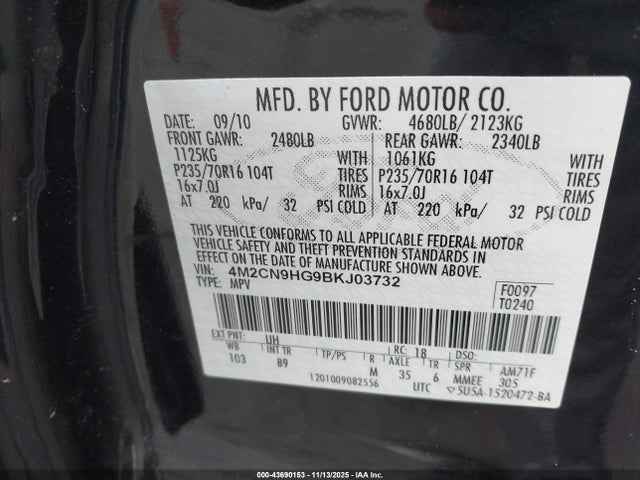 MFD. BY FORD MOTOR CO.
DATE: 09/10 GVWR: 4680LB/ 2123KG
FRONT GAWR: 2480LB REAR GAWR: 2340LB
1125KG WITH 1061KG WITH
P235/70R16 104T TIRES P235/70R16 104T TIRES
16x7.0J RIMS 16x7.0J RIMS
AT 220 kPa/ 32 PSI COLD AT 220 kPa/ 32 PSI COLD
THIS VEHICLE CONFORMS TO ALL APPLICABLE FEDERAL MOTOR
VEHICLE SAFETY AND THEFT PREVENTION STANDARDS IN
EFFECT ON THE DATE OF MANUFACTURE SHOWN ABOVE.
VIN: 4M2CN9HG9BKJ03732 F0097
TYPE: MPV T0240
EXT PNT: UH RC: 18 DSO:
WB INT TR TP/PS R AXLE TR SPR AM71F
103 89 M 35 6 MMEE 305
1201009082556 UTC 5U5A-1520472-BA
000-43690153 - 11/13/2025 - IAA Inc.